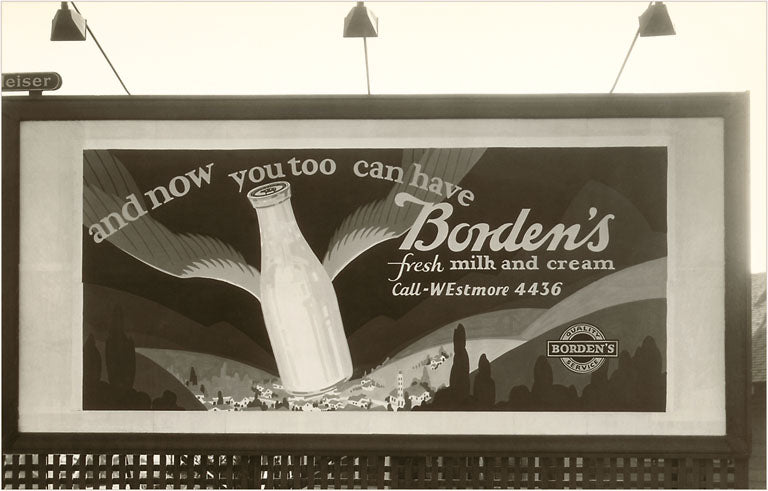 eiser
and now you too can have
Borden's
fresh milk and cream
Call-WEstmore 4436
QUALITY
BORDEN'S
SERVICE